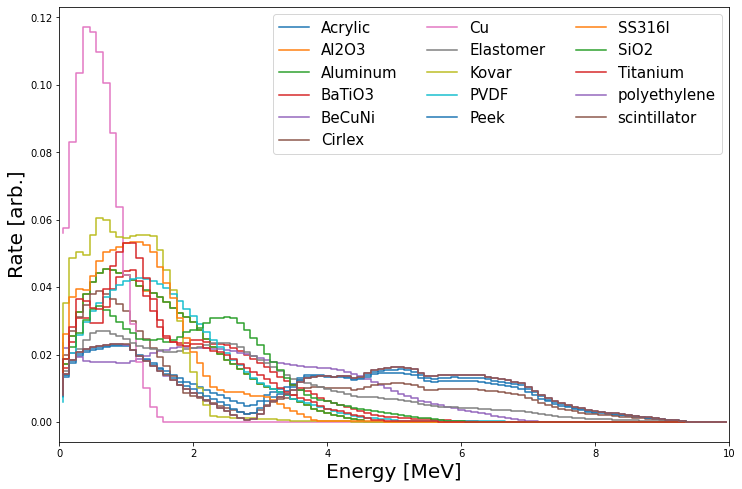 0.12
0.10
0.08
0.06
0.04
0.02
0.00
Rate [arb.]
Acrylic
Al2O3
Aluminum
BaTiO3
BeCuNi
Cirlex
Cu
Elastomer
Kovar
PVDF
Peek
SS316l
SiO2
Titanium
polyethylene
scintillator
0 2 4 6 8 10
Energy [MeV]